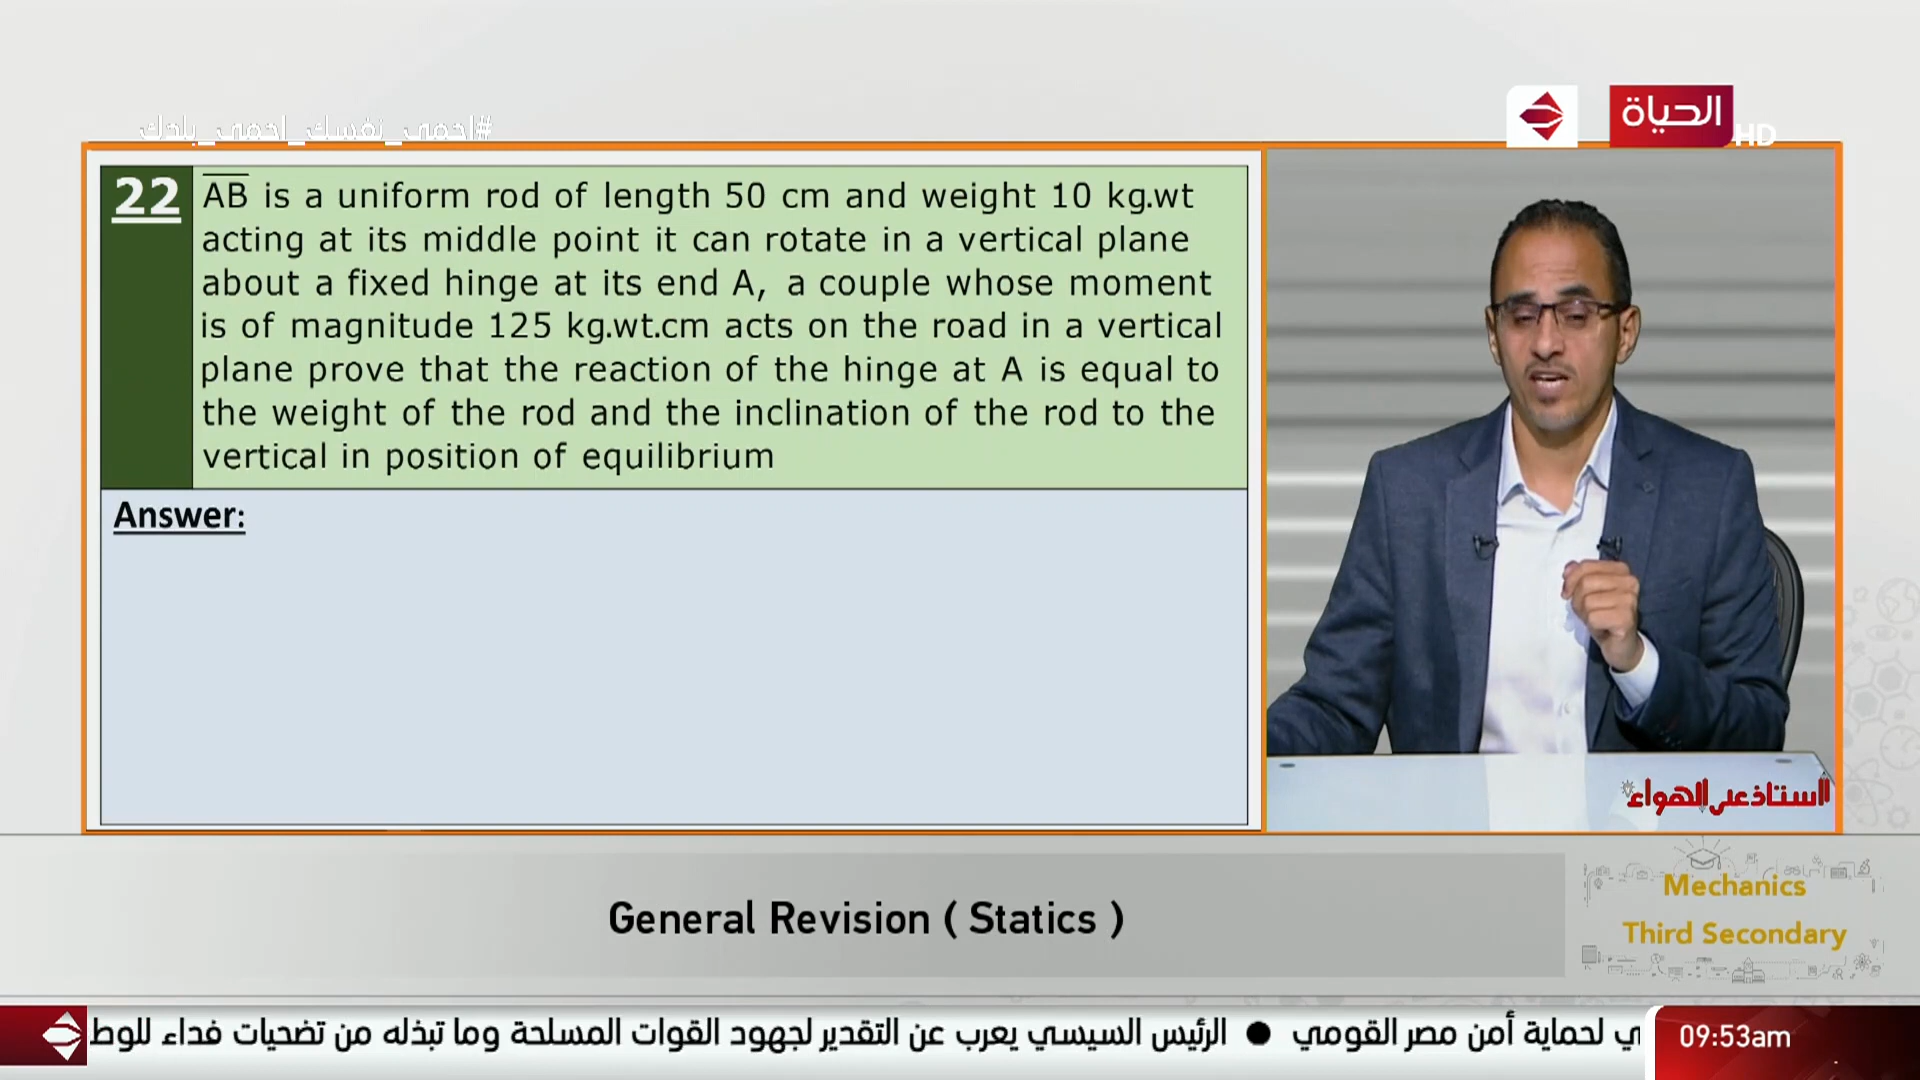 #احمي_نفسك_احمي_بلدك
الحياة
HD
22
AB is a uniform rod of length 50 cm and weight 10 kg.wt
acting at its middle point it can rotate in a vertical plane
about a fixed hinge at its end A, a couple whose moment
is of magnitude 125 kg.wt.cm acts on the road in a vertical
plane prove that the reaction of the hinge at A is equal to
the weight of the rod and the inclination of the rod to the
vertical in position of equilibrium
Answer:
أستاذ على الهواء
General Revision ( Statics )
Mechanics
Third Secondary
ي لحماية أمن مصر القومي ● الرئيس السيسي يعرب عن التقدير لجهود القوات المسلحة وما تبذله من تضحيات فداء للوط
09:53am